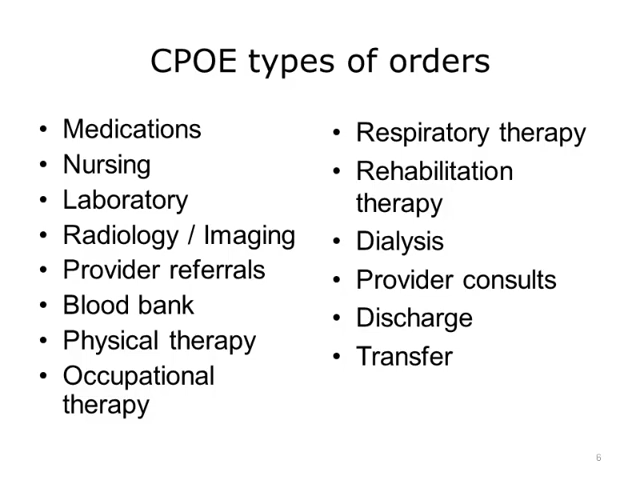 CPOE types of orders
• Medications
• Nursing
• Laboratory
• Radiology / Imaging
• Provider referrals
• Blood bank
• Physical therapy
• Occupational
therapy
• Respiratory therapy
• Rehabilitation
therapy
• Dialysis
• Provider consults
• Discharge
• Transfer
6